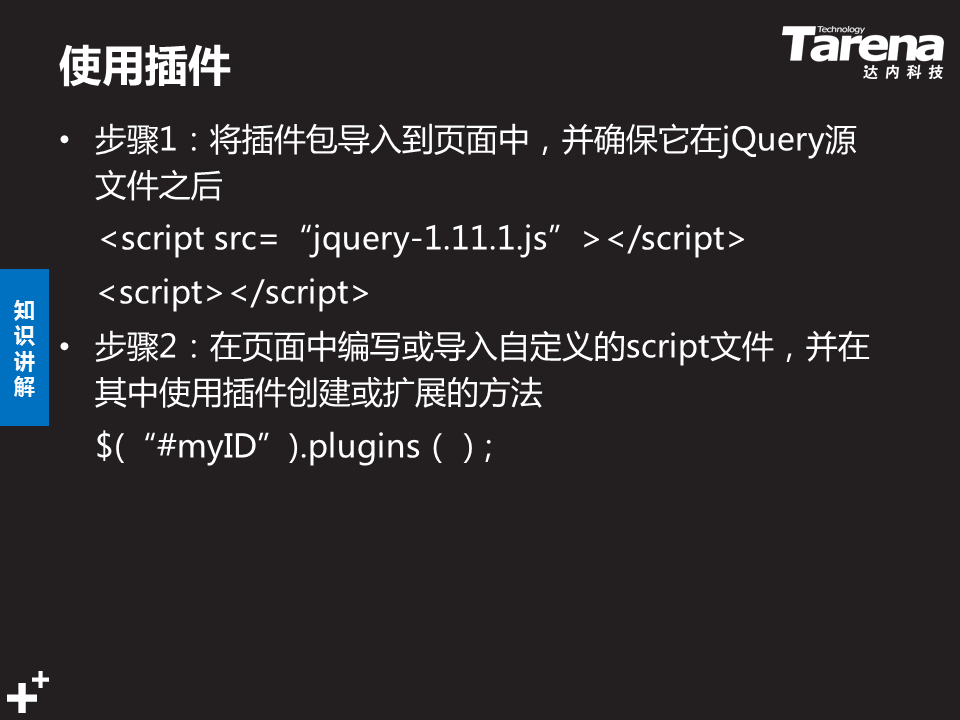 Technology
Tarena
达内科技
使用插件
• 步骤1：将插件包导入到页面中，并确保它在jQuery源
文件之后
<script src=“jquery-1.11.1.js”></script>
<script></script>
• 步骤2：在页面中编写或导入自定义的script文件，并在
其中使用插件创建或扩展的方法
$(“#myID”).plugins（ ）;
知
识
讲
解